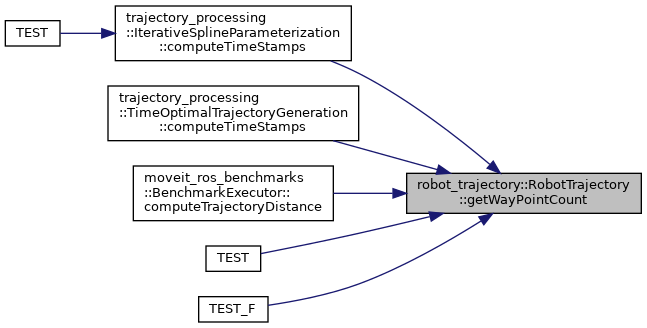 TEST
trajectory_processing
::IterativeSplineParameterization
::computeTimeStamps
trajectory_processing
::TimeOptimalTrajectoryGeneration
::computeTimeStamps
moveit_ros_benchmarks
::BenchmarkExecutor::
computeTrajectoryDistance
robot_trajectory::RobotTrajectory
::getWayPointCount
TEST
TEST_F